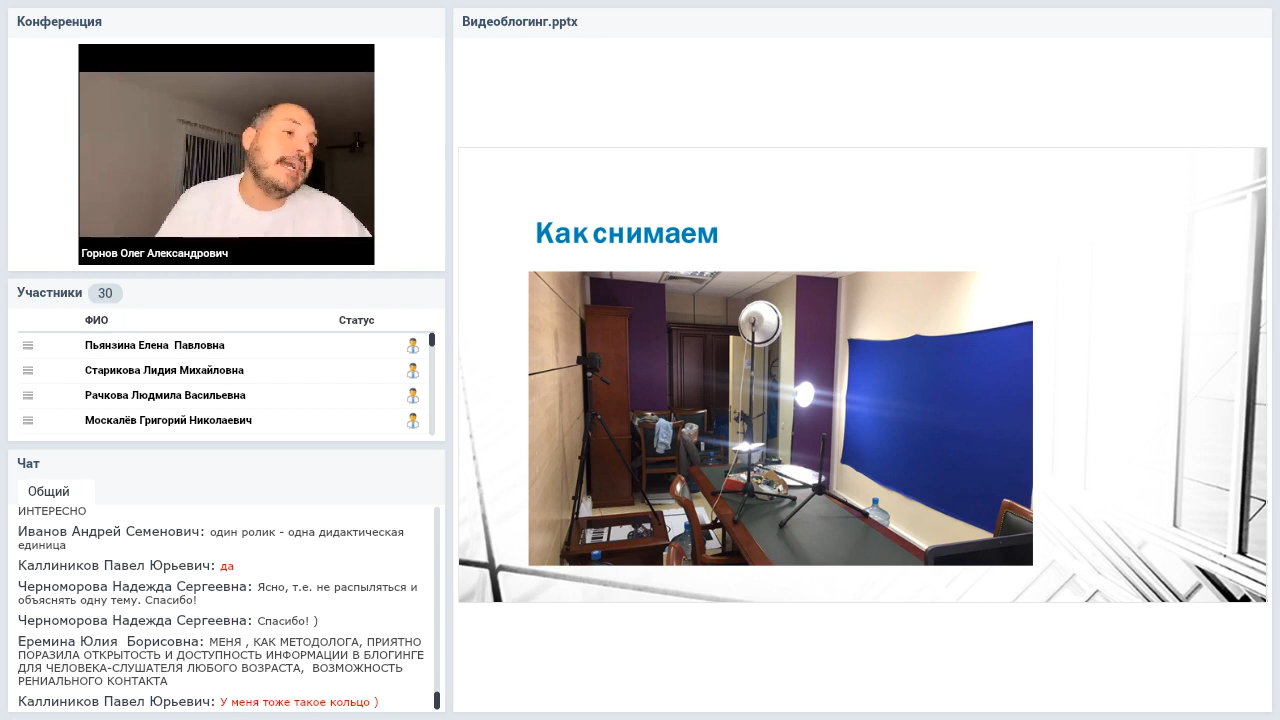 Конференция
Горнов Олег Александрович
Участники 30
ФИО Статус
Пьянзина Елена  Павловна
Старикова Лидия Михайловна
Рачкова Людмила Васильевна
Москалёв Григорий Николаевич
Чат
Общий
ИНТЕРЕСНО
Иванов Андрей Семенович: один ролик - одна дидактическая
единица
Каллиников Павел Юрьевич: да
Черноморова Надежда Сергеевна: Ясно, т.е. не распыляться и
объяснять одну тему. Спасибо!
Черноморова Надежда Сергеевна: Спасибо! )
Еремина Юлия  Борисовна: МЕНЯ , КАК МЕТОДОЛОГА, ПРИЯТНО
ПОРАЗИЛА ОТКРЫТОСТЬ И ДОСТУПНОСТЬ ИНФОРМАЦИИ В БЛОГИНГЕ
ДЛЯ ЧЕЛОВЕКА-СЛУШАТЕЛЯ ЛЮБОГО ВОЗРАСТА,  ВОЗМОЖНОСТЬ
РЕНИАЛЬНОГО КОНТАКТА
Каллиников Павел Юрьевич: У меня тоже такое кольцо )
Видеоблогинг.pptx
Как снимаем